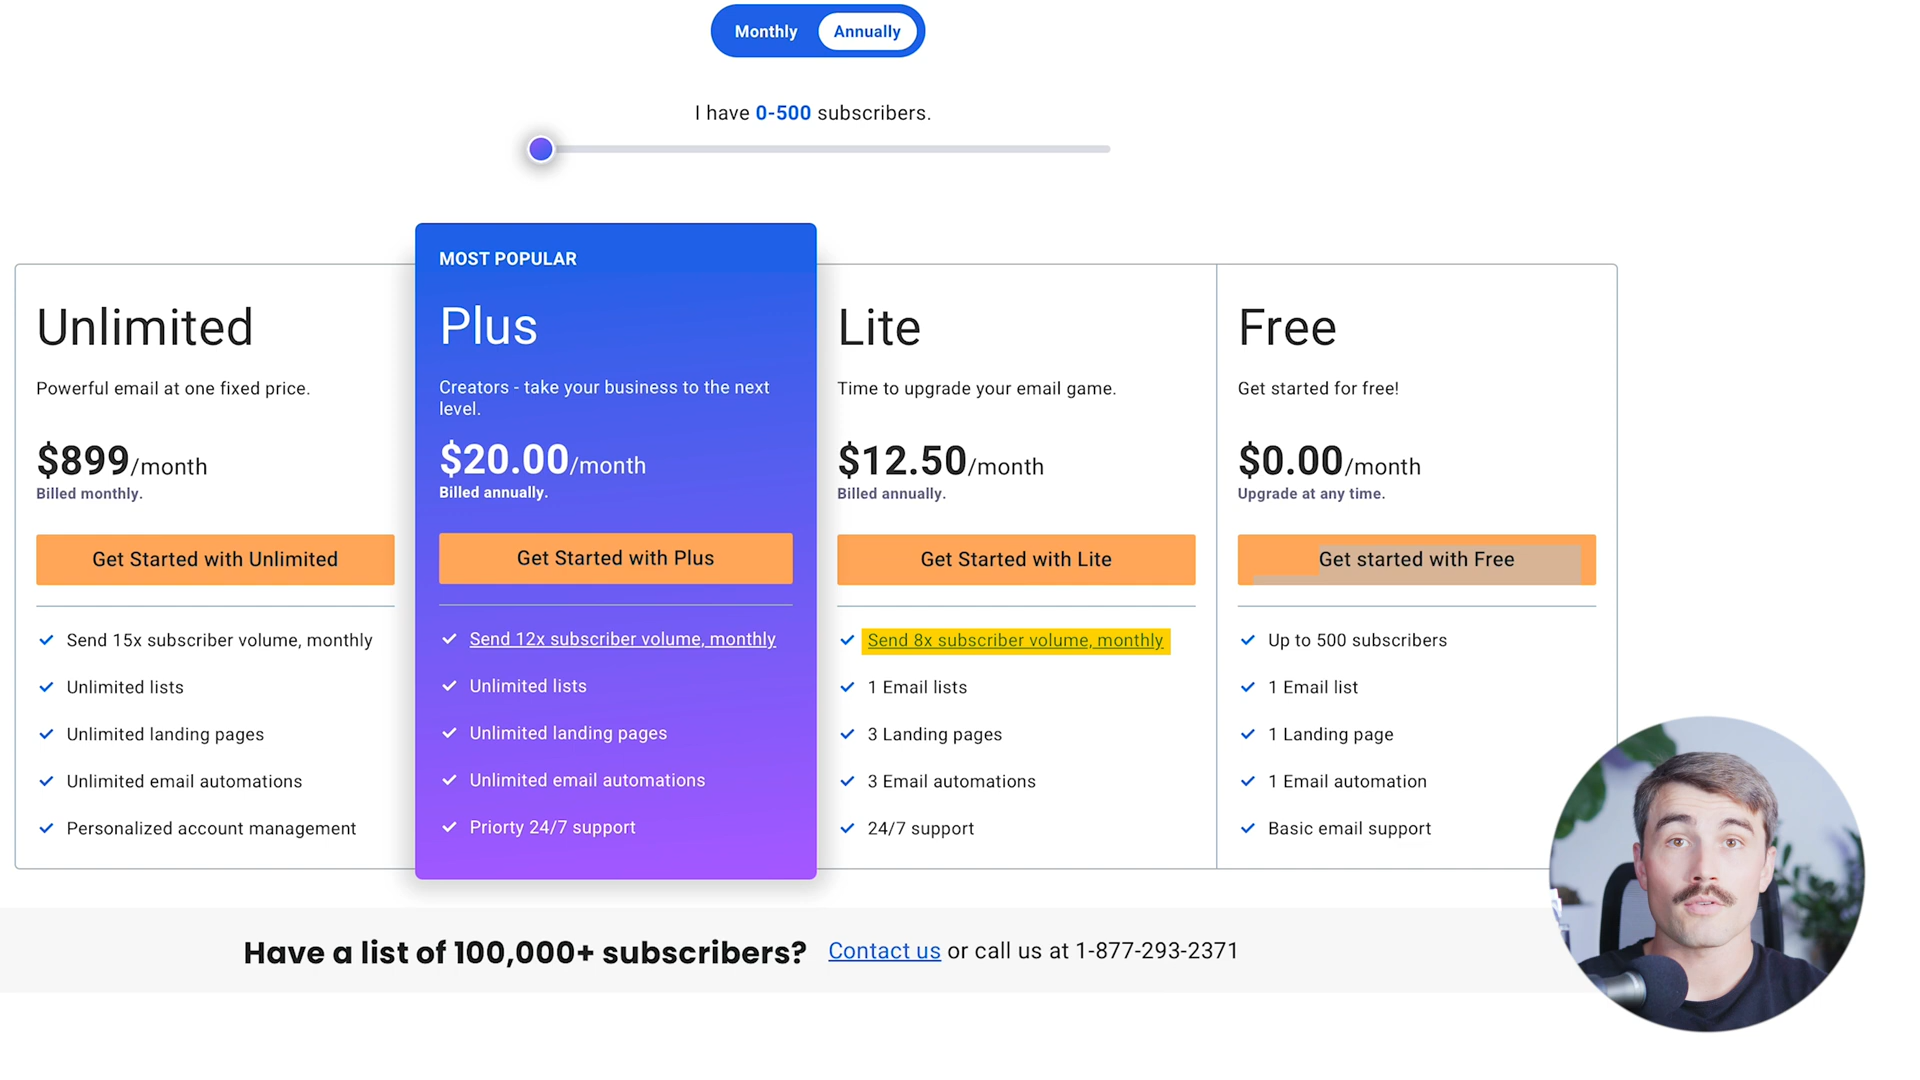 Monthly
Annually
I have 0-500 subscribers.
Unlimited
Powerful email at one fixed price.
$899/month
Billed monthly.
Get Started with Unlimited
Send 15x subscriber volume, monthly
Unlimited lists
Unlimited landing pages
Unlimited email automations
Personalized account management
MOST POPULAR
Plus
Creators - take your business to the next
level.
$20.00/month
Billed annually.
Get Started with Plus
Send 12x subscriber volume, monthly
Unlimited lists
Unlimited landing pages
Unlimited email automations
Priorty 24/7 support
Lite
Time to upgrade your email game.
$12.50/month
Billed annually.
Get Started with Lite
Send 8x subscriber volume, monthly
1 Email lists
3 Landing pages
3 Email automations
24/7 support
Free
Get started for free!
$0.00/month
Upgrade at any time.
Get started with Free
Up to 500 subscribers
1 Email list
1 Landing page
1 Email automation
Basic email support
Have a list of 100,000+ subscribers? Contact us or call us at 1-877-293-2371